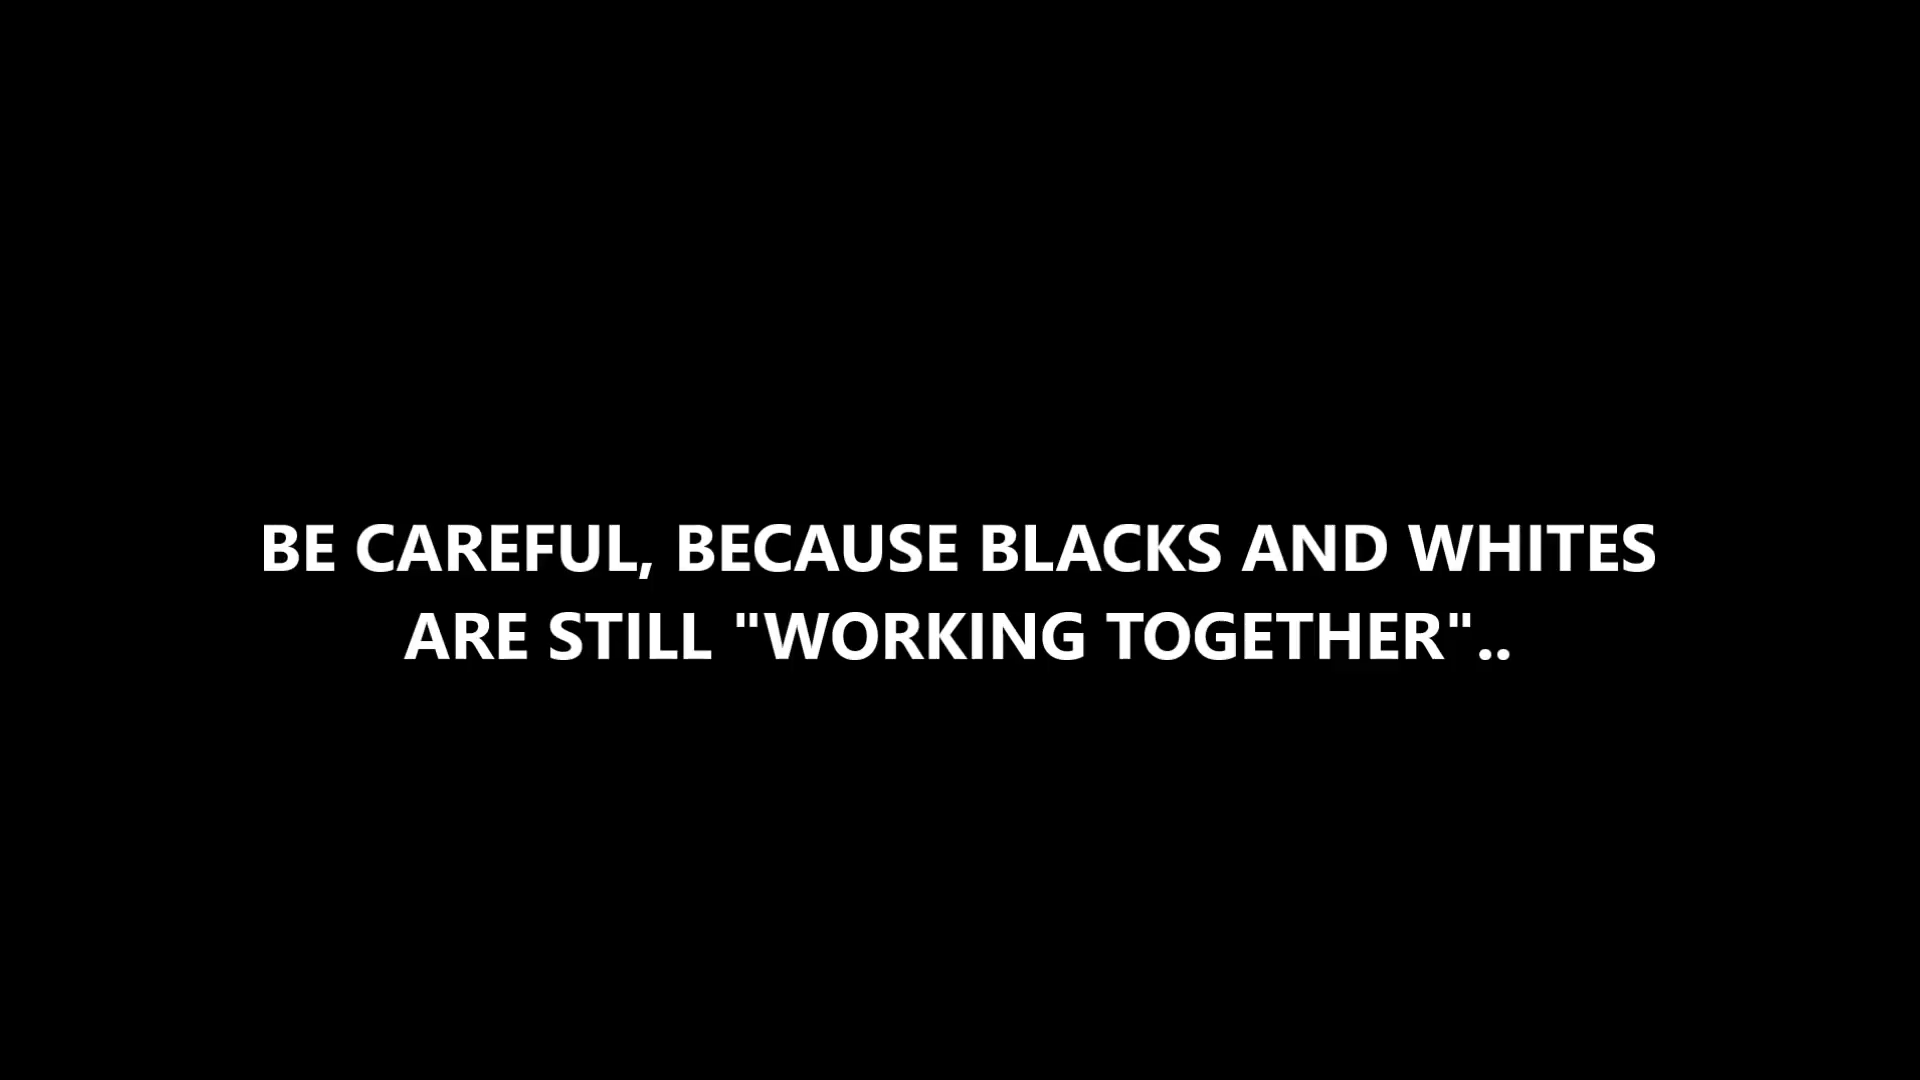 BE CAREFUL, BECAUSE BLACKS AND WHITES
ARE STILL "WORKING TOGETHER"..